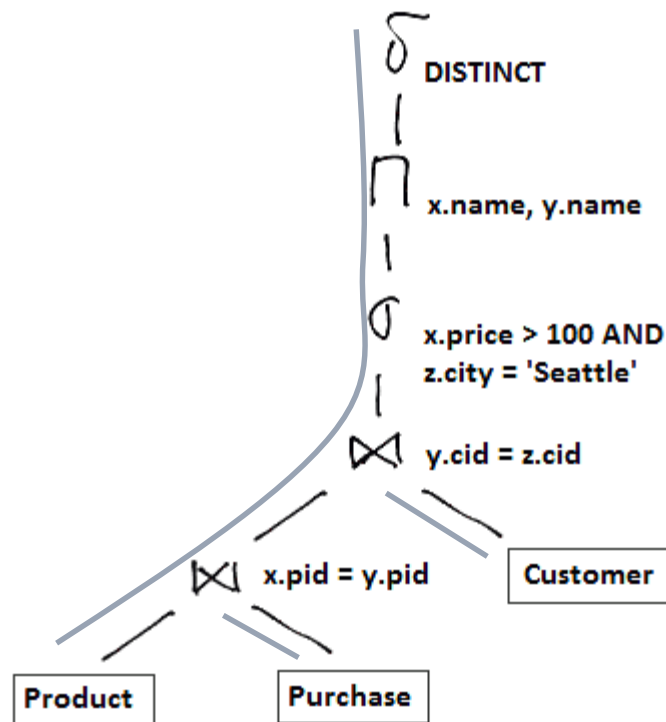 δ
DISTINCT
Π
x.name, y.name
σ
x.price > 100 AND
z.city = 'Seattle'
⋈ y.cid = z.cid
⋈ x.pid = y.pid
Customer
Product
Purchase